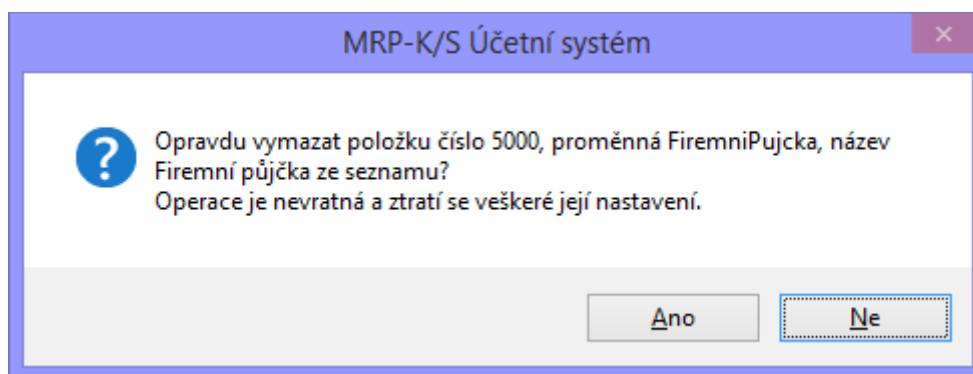 MRP-K/S Účetní systém
Opravdu vymazat položku číslo 5000, proměnná FiremniPujcka, název
Firemní půjčka ze seznamu?
Operace je nevratná a ztratí se veškeré její nastavení.
Ano
Ne